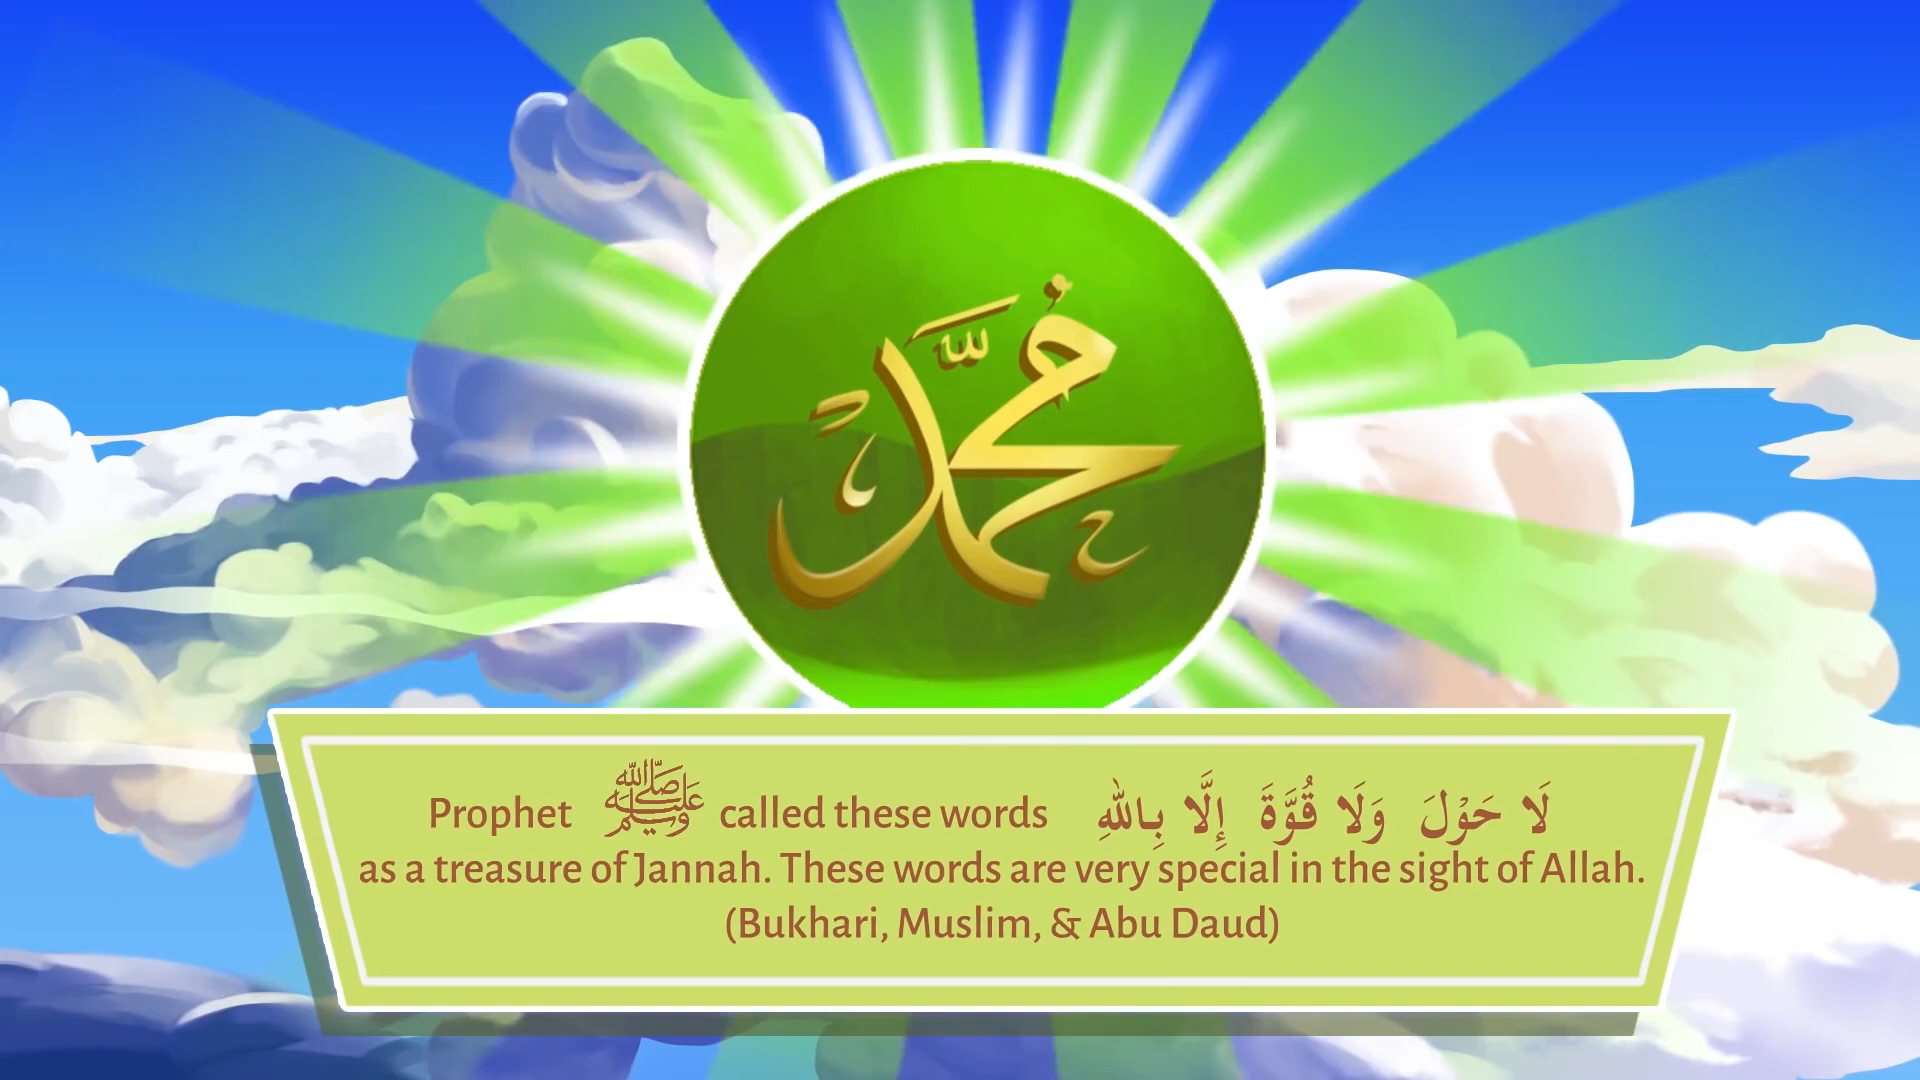 مُحَمَّد
Prophet ﷺ called these words لَا حَوْلَ وَلَا قُوَّةَ إِلَّا بِاللهِ
as a treasure of Jannah. These words are very special in the sight of Allah.
(Bukhari, Muslim, & Abu Daud)